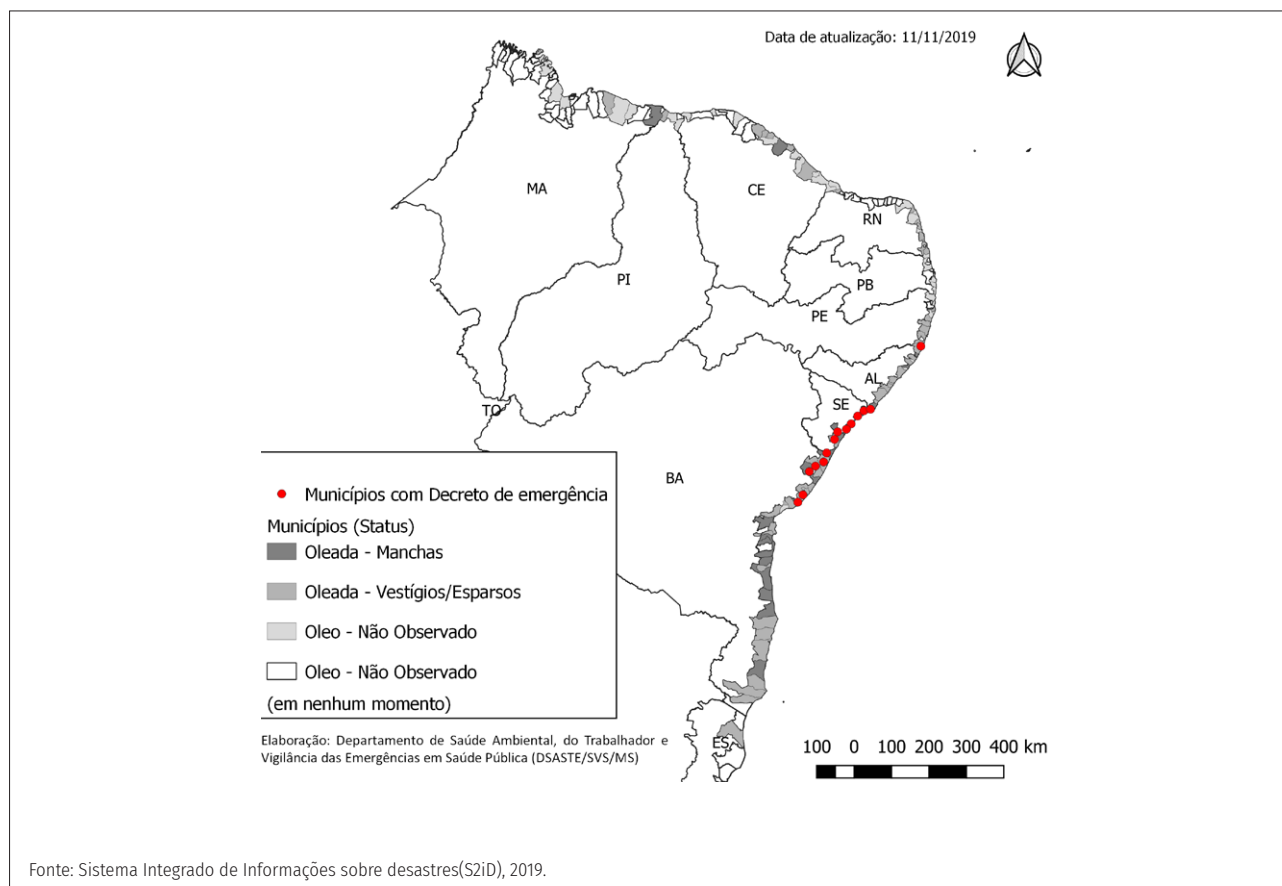 Data de atualização: 11/11/2019
MA
CE
RN
PI
PB
PE
AL
SE
TO
BA
Municípios com Decreto de emergência
Municípios (Status)
Oleada - Manchas
Oleada - Vestígios/Esparsos
Oleo - Não Observado
Oleo - Não Observado
(em nenhum momento)
ES
Elaboração: Departamento de Saúde Ambiental, do Trabalhador e
Vigilância das Emergências em Saúde Pública (DSASTE/SVS/MS)
100 0 100 200 300 400 km
Fonte: Sistema Integrado de Informações sobre desastres(S2iD), 2019.